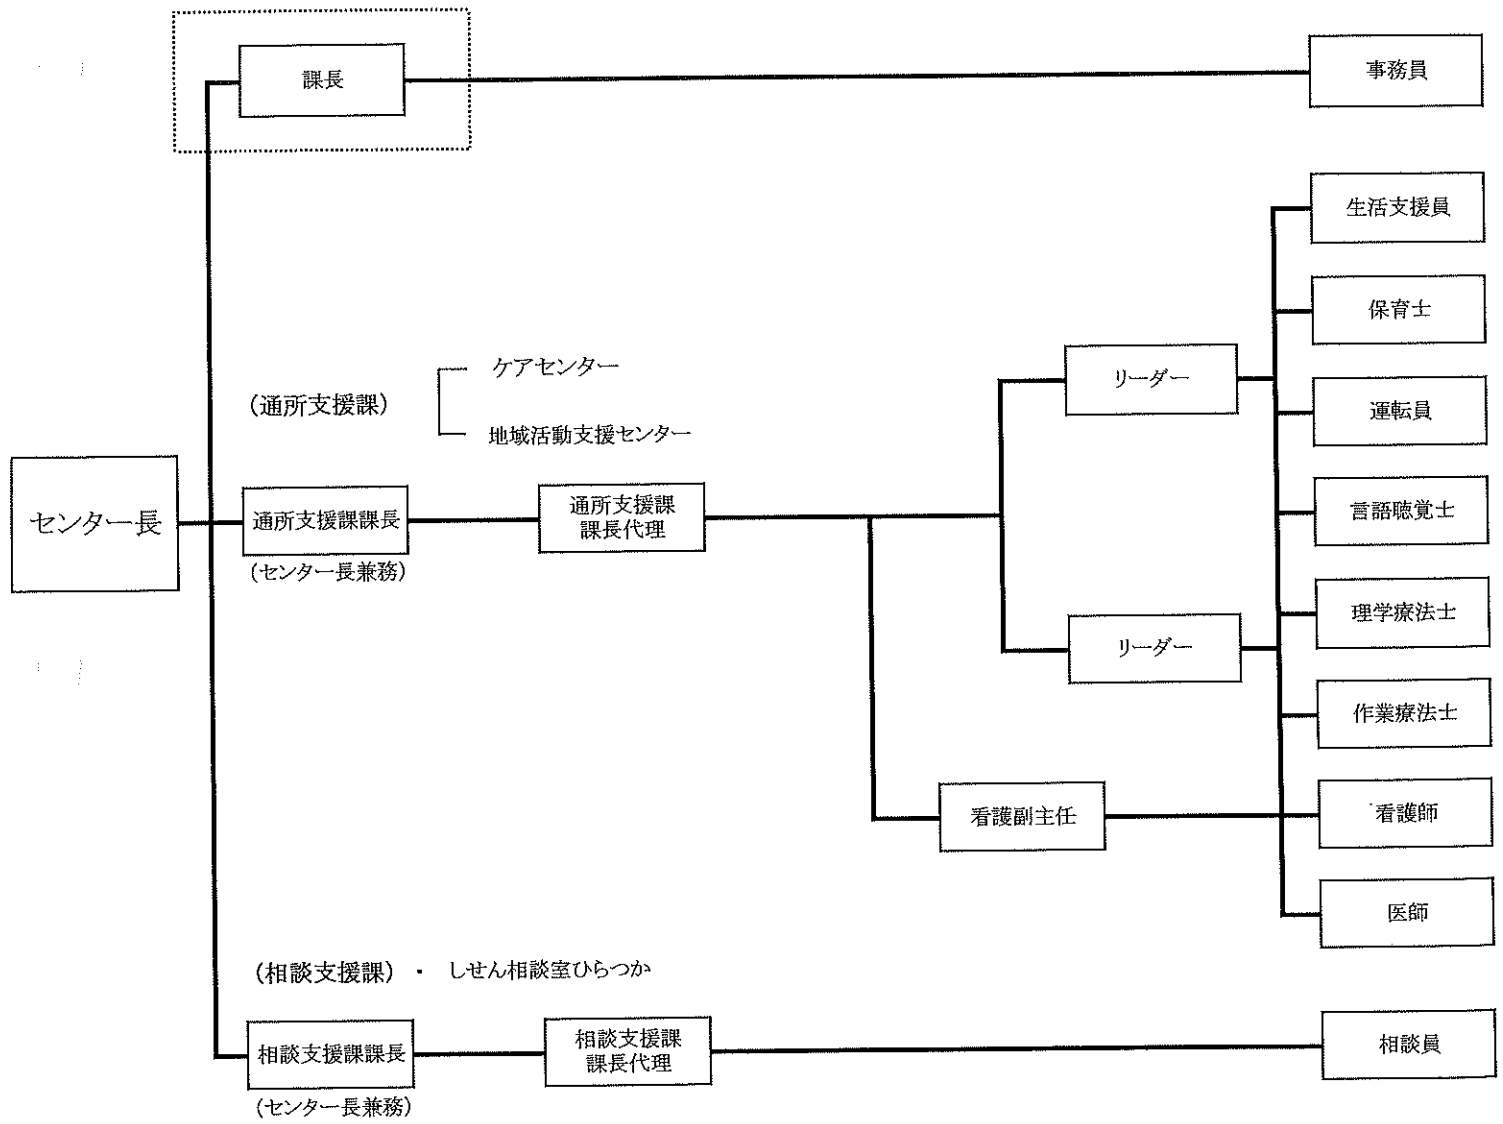 課長
事務員
生活支援員
保育士
ケアセンター
リーダー
運転員
(通所支援課)
地域活動支援センター
センター長
通所支援課課長
通所支援課
課長代理
言語聴覚士
(センター長兼務)
理学療法士
リーダー
作業療法士
看護副主任
看護師
医師
(相談支援課)・しせん相談室ひらつか
相談支援課課長
相談支援課
課長代理
相談員
(センター長兼務)